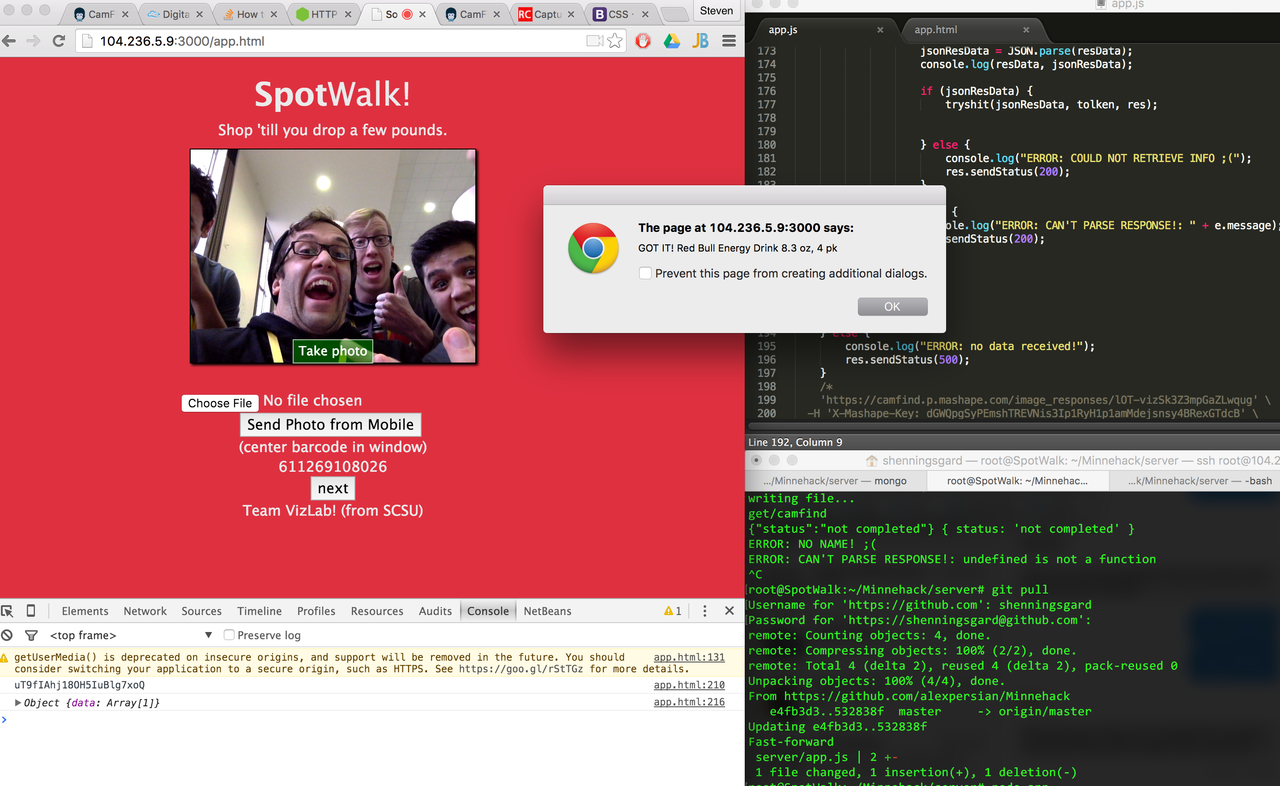 CamF
Digita
How t
HTTP
So
CamF
RC Captu
B CSS -
Steven
104.236.5.9:3000/app.html
JB
SpotWalk!
Shop 'till you drop a few pounds.
Take photo
Choose File No file chosen
Send Photo from Mobile
(center barcode in window)
611269108026
next
Team VizLab! (from SCSU)
The page at 104.236.5.9:3000 says:
GOT IT! Red Bull Energy Drink 8.3 oz, 4 pk
Prevent this page from creating additional dialogs.
OK
Elements Network Sources Timeline Profiles Resources Audits Console NetBeans 1
<top frame> Preserve log
getUserMedia() is deprecated on insecure origins, and support will be removed in the future. You should app.html:131
consider switching your application to a secure origin, such as HTTPS. See https://goo.gl/rStTGz for more details.
uT9fIAhj18OH5IuBlg7xoQ app.html:210
Object {data: Array[1]} app.html:216
>
app.js
app.js app.html
173 jsonResData = JSON.parse(resData);
174 console.log(resData, jsonResData);
175
176 if (jsonResData) {
177 tryshit(jsonResData, tolken, res);
178
179
180 } else {
181 console.log("ERROR: COULD NOT RETRIEVE INFO ;(");
182 res.sendStatus(200);
183 }
{
ole.log("ERROR: CAN'T PARSE RESPONSE!: " + e.message);
sendStatus(200);
194 } else {
195 console.log("ERROR: no data received!");
196 res.sendStatus(500);
197 }
198 /*
199 'https://camfind.p.mashape.com/image_responses/lOT-vizSk3Z3mpGaZLwqug' \
200 -H 'X-Mashape-Key: dGWQpgSyPEmshTREVNis3Ip1RyH1p1amMdejsnsy4BRexGTdcB' \
Line 192, Column 9
shenningsgard — root@SpotWalk: ~/Minnehack/server — ssh root@104.2
.../Minnehack/server — mongo root@SpotWalk: ~/Minnehac... ...k/Minnehack/server — -bash
writing file...
get/camfind
{"status":"not completed"} { status: 'not completed' }
ERROR: NO NAME! ;(
ERROR: CAN'T PARSE RESPONSE!: undefined is not a function
^C
root@SpotWalk:~/Minnehack/server# git pull
Username for 'https://github.com': shenningsgard
Password for 'https://shenningsgard@github.com':
remote: Counting objects: 4, done.
remote: Compressing objects: 100% (2/2), done.
remote: Total 4 (delta 2), reused 4 (delta 2), pack-reused 0
Unpacking objects: 100% (4/4), done.
From https://github.com/alexpersian/Minnehack
e4fb3d3..532838f master -> origin/master
Updating e4fb3d3..532838f
Fast-forward
server/app.js | 2 +-
1 file changed, 1 insertion(+), 1 deletion(-)